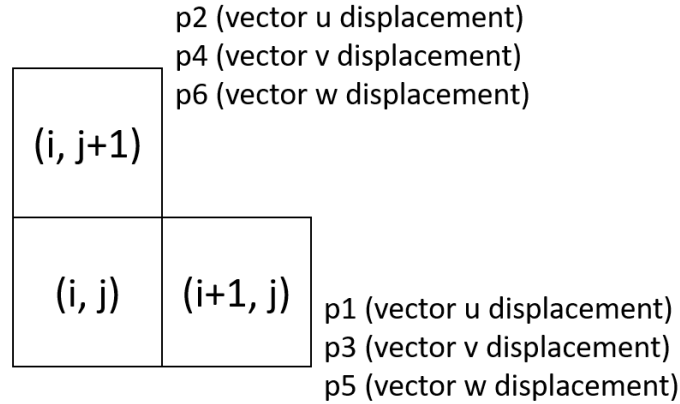 p2 (vector u displacement)
p4 (vector v displacement)
p6 (vector w displacement)
(i, j+1)
(i, j)
(i+1, j)
p1 (vector u displacement)
p3 (vector v displacement)
p5 (vector w displacement)